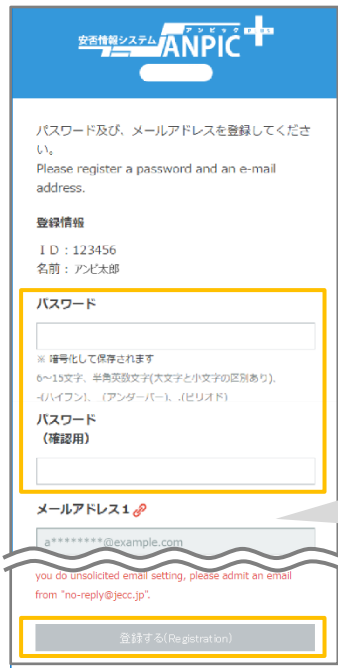 アンピックプラス
安否情報システム ANPIC
パスワード及び、メールアドレスを登録してくださ
い。
Please register a password and an e-mail
address.
登録情報
ID：123456
名前：アンピ太郎
パスワード
※ 暗号化して保存されます
6～15文字、半角英数文字(大文字と小文字の区別あり)、
-(ハイフン)、_(アンダーバー)、.(ピリオド)
パスワード
（確認用）
メールアドレス1
a********@example.com
you do unsolicited email setting, please admit an email
from "no-reply@jecc.jp".
登録する(Registration)